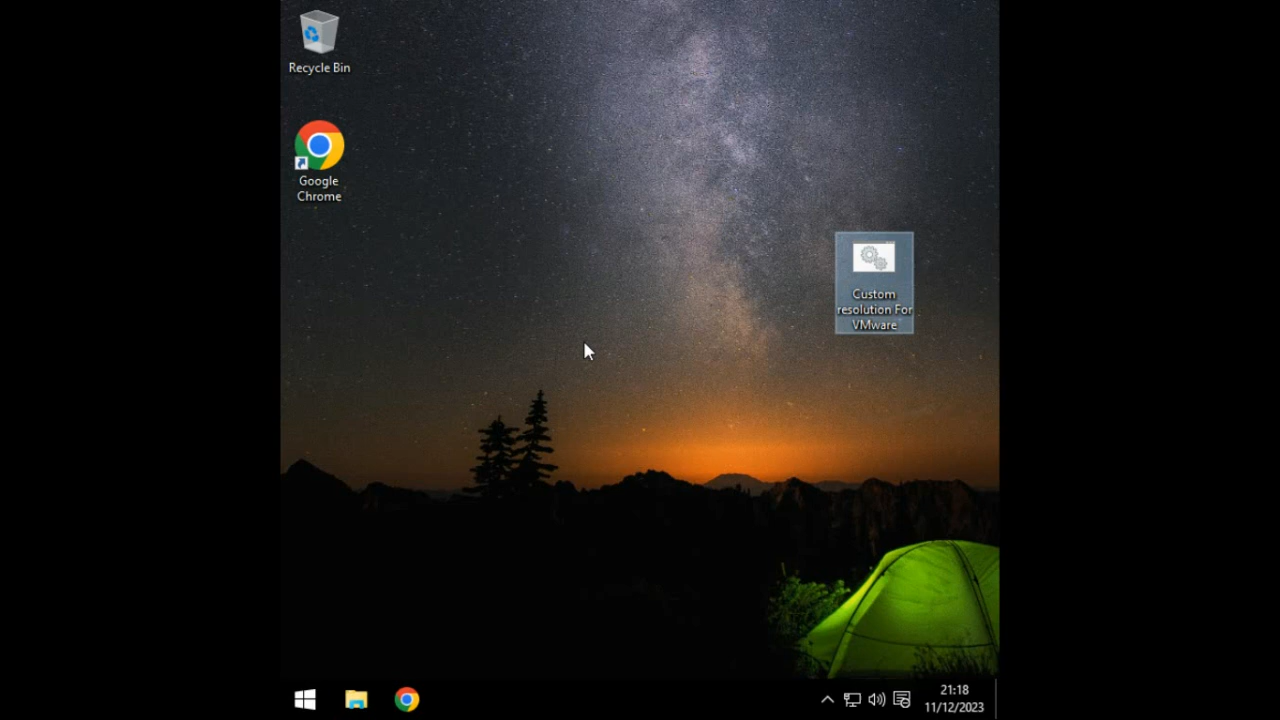 Recycle Bin
Google
Chrome
Custom
resolution For
VMware
21:18
11/12/2023